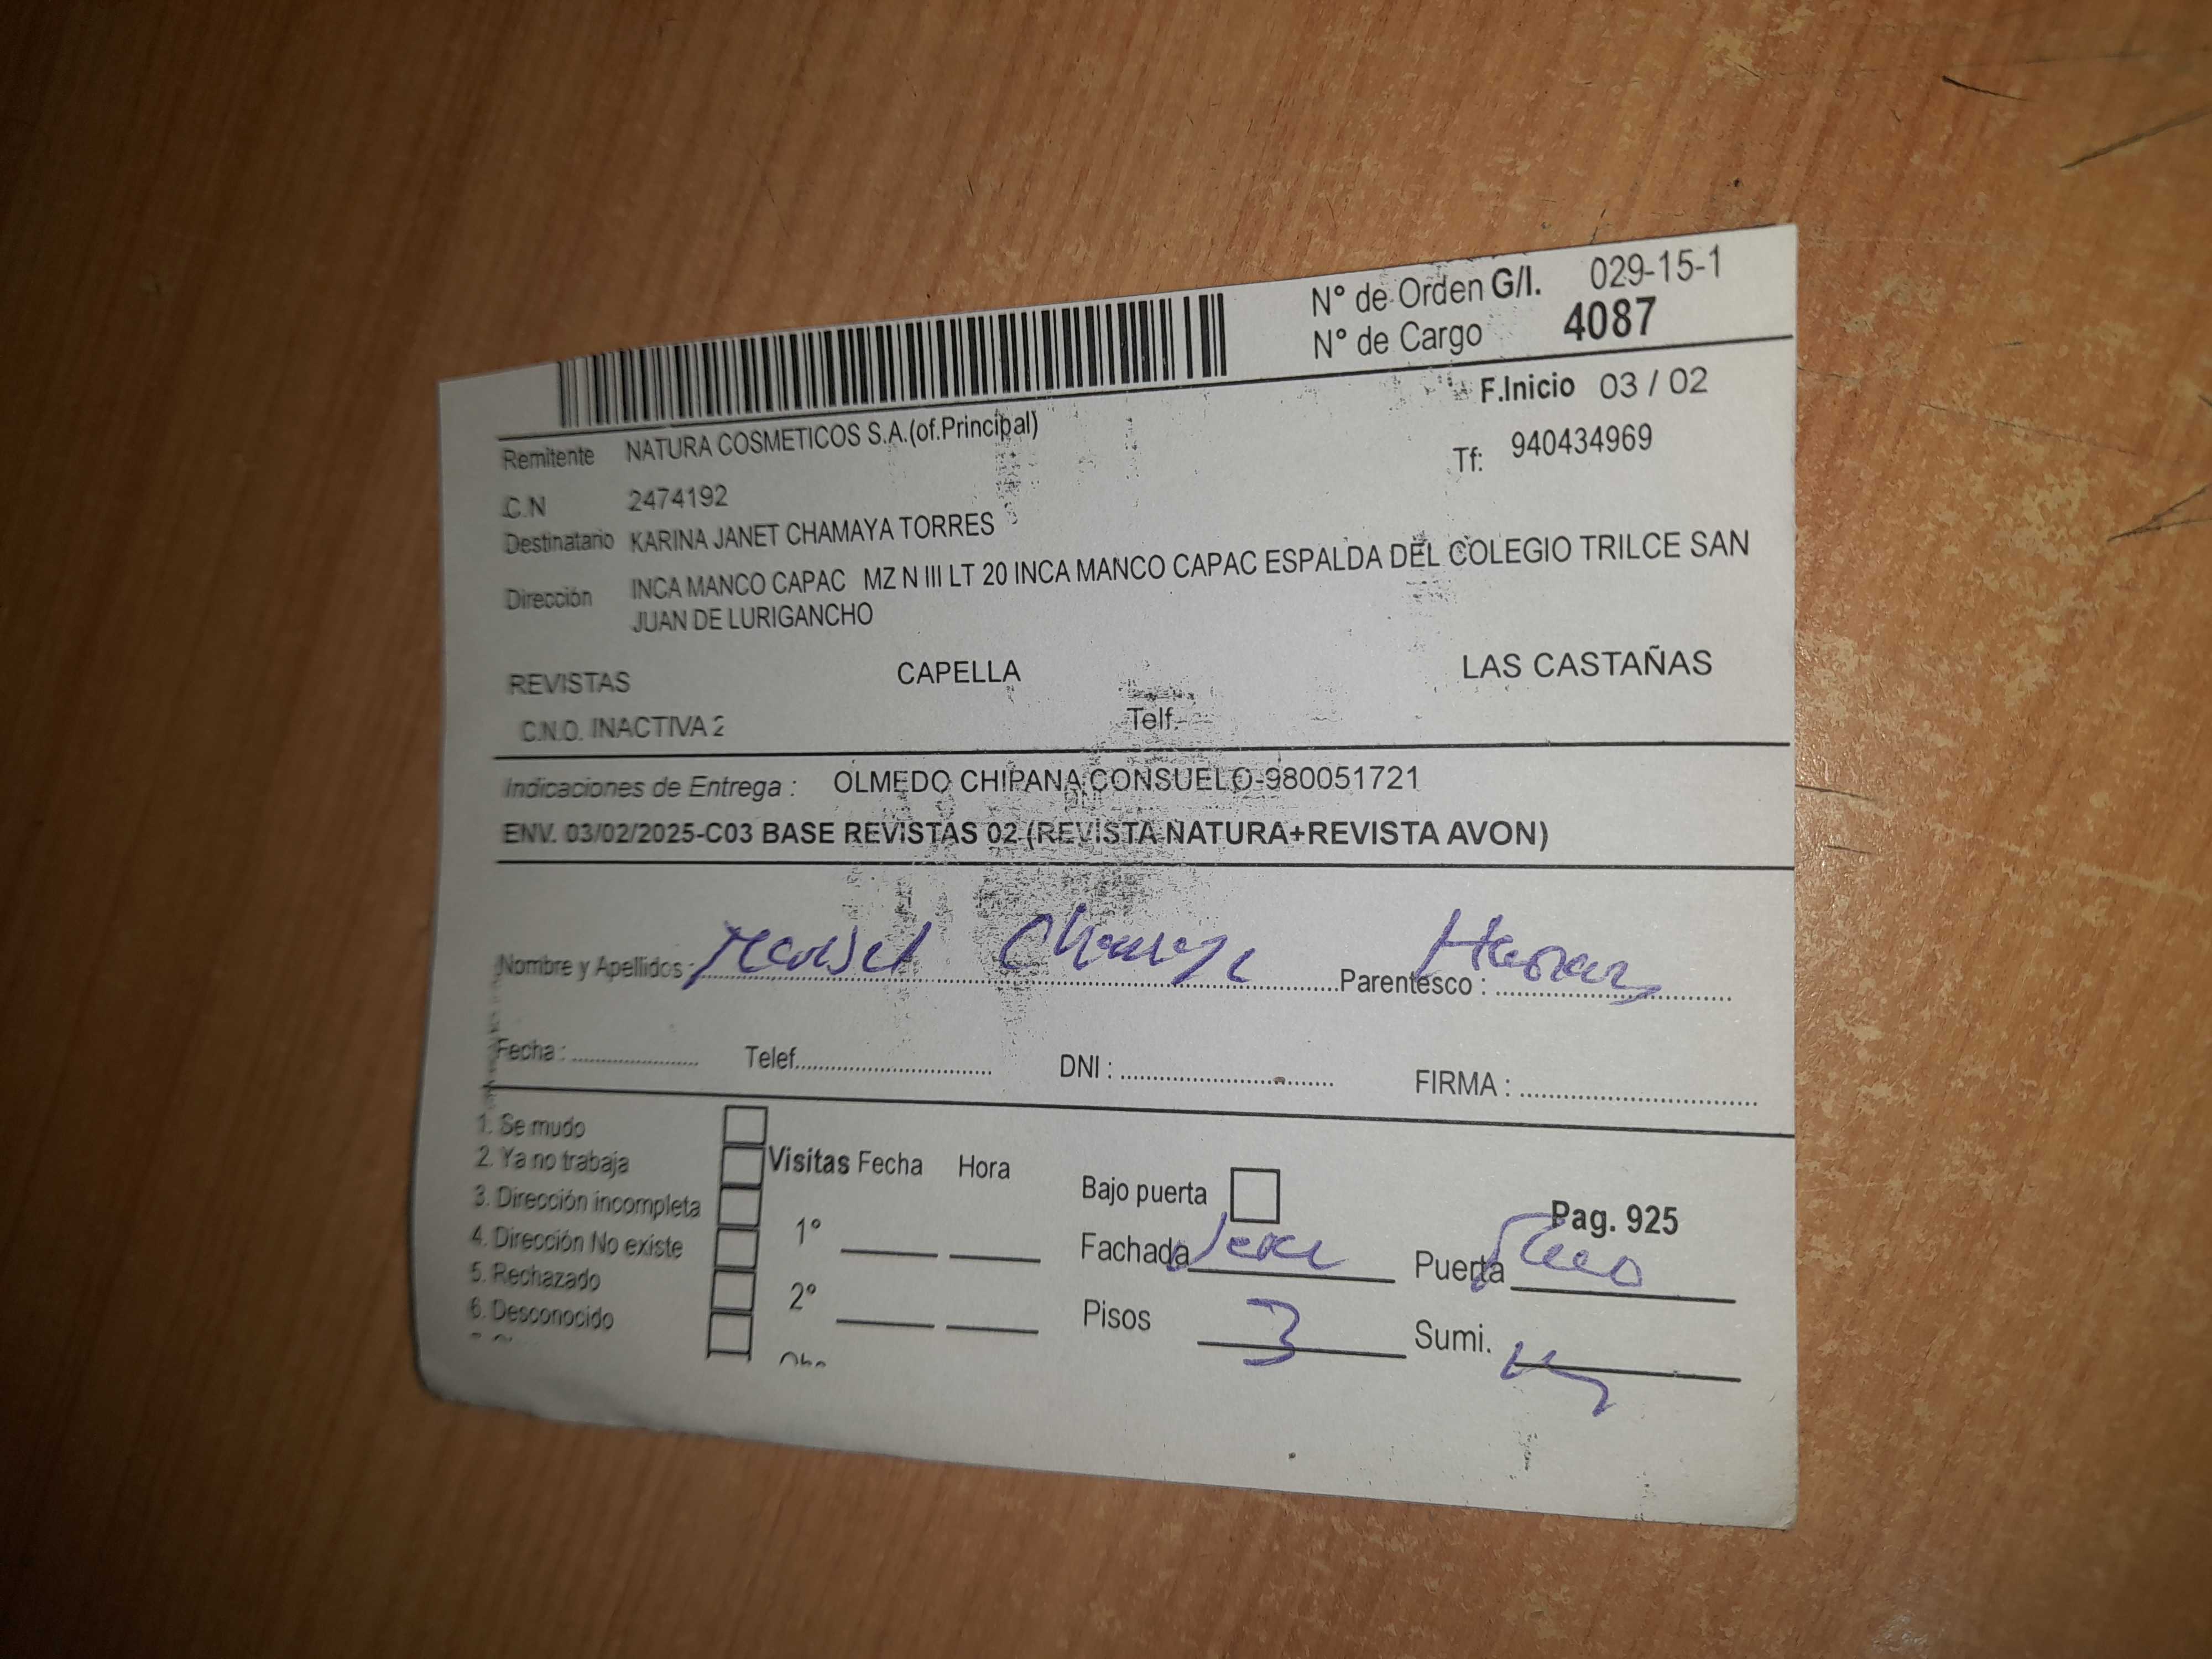 N° de Orden G/I. 029-15-1
N° de Cargo 4087
F.Inicio 03 / 02
Remitente NATURA COSMETICOS S.A.(of.Principal)
Tf: 940434969
C.N 2474192
Destinatario KARINA JANET CHAMAYA TORRES
Dirección INCA MANCO CAPAC MZ N III LT 20 INCA MANCO CAPAC ESPALDA DEL COLEGIO TRILCE SAN
JUAN DE LURIGANCHO
REVISTAS CAPELLA LAS CASTAÑAS
C.N.O. INACTIVA 2 Telf.
Indicaciones de Entrega : OLMEDO CHIPANA CONSUELO-980051721
ENV. 03/02/2025-C03 BASE REVISTAS 02 (REVISTA NATURA+REVISTA AVON)
Nombre y Apellidos : Parentesco :
Fecha : Telef. DNI : FIRMA :
1. Se mudo
2. Ya no trabaja
3. Dirección incompleta
4. Dirección No existe
5. Rechazado
6. Desconocido
Visitas Fecha Hora
1°
2°
Bajo puerta
Pag. 925
Fachada Puerta
Pisos 3 Sumi.